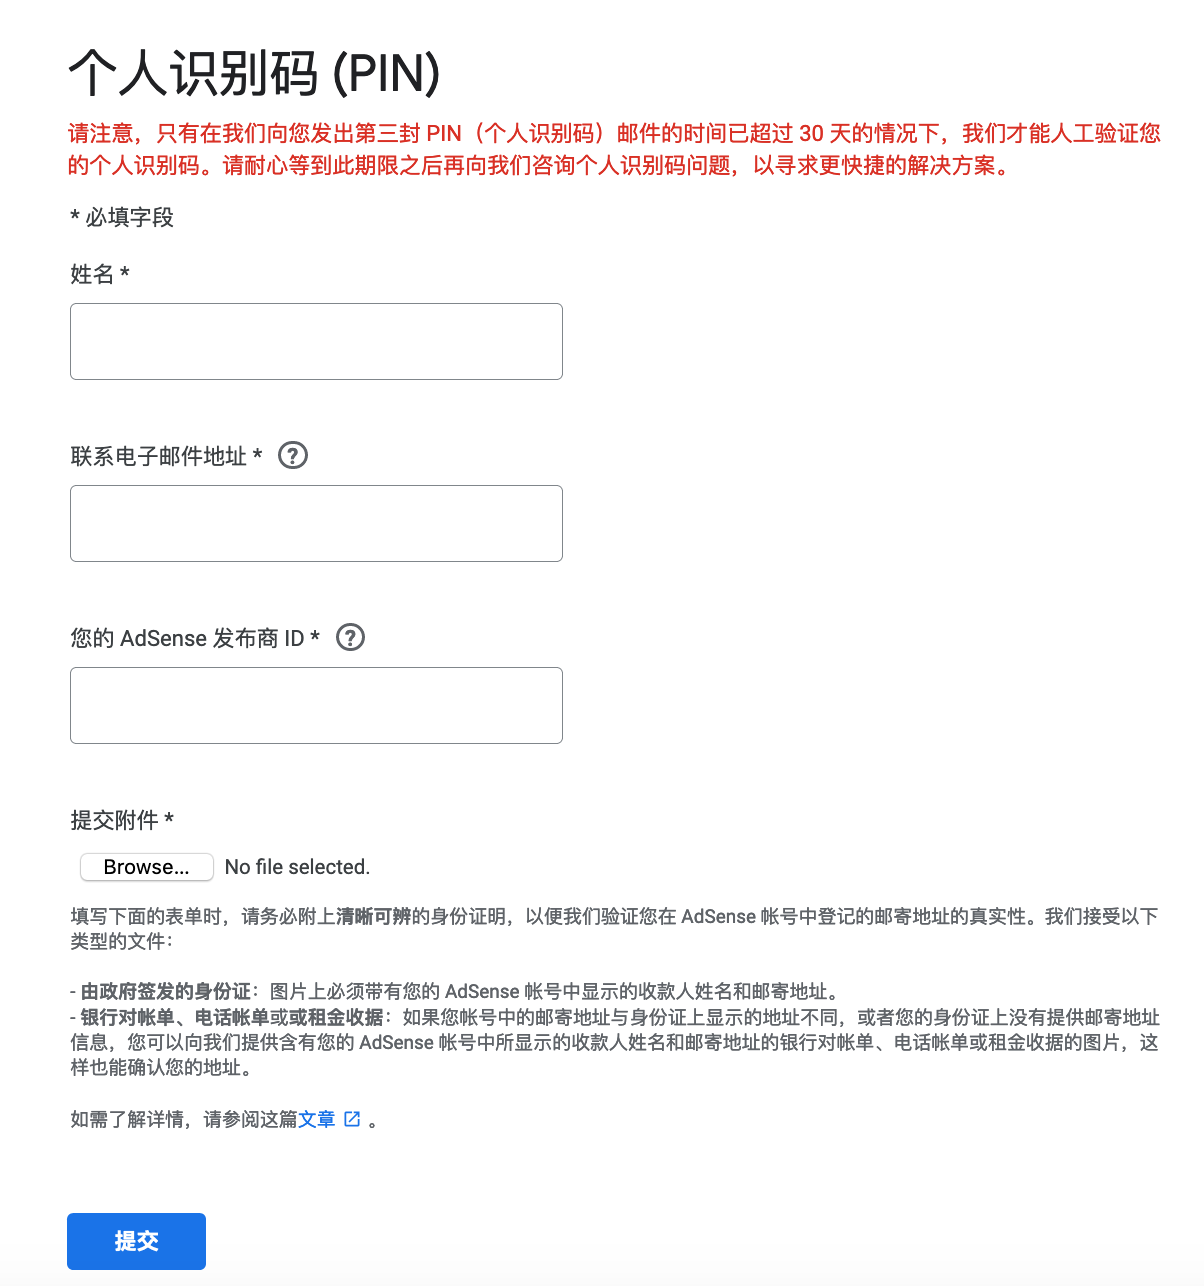 个人识别码 (PIN)
请注意，只有在我们向您发出第三封 PIN（个人识别码）邮件的时间已超过 30 天的情况下，我们才能人工验证您
的个人识别码。请耐心等到此期限之后再向我们咨询个人识别码问题，以寻求更快捷的解决方案。
* 必填字段
姓名 *
联系电子邮件地址 * ?
您的 AdSense 发布商 ID * ?
提交附件 *
Browse... No file selected.
填写下面的表单时，请务必附上清晰可辨的身份证明，以便我们验证您在 AdSense 帐号中登记的邮寄地址的真实性。我们接受以下
类型的文件：
- 由政府签发的身份证：图片上必须带有您的 AdSense 帐号中显示的收款人姓名和邮寄地址。
- 银行对帐单、电话帐单或或租金收据：如果您帐号中的邮寄地址与身份证上显示的地址不同，或者您的身份证上没有提供邮寄地址
信息，您可以向我们提供含有您的 AdSense 帐号中所显示的收款人姓名和邮寄地址的银行对帐单、电话帐单或租金收据的图片，这
样也能确认您的地址。
如需了解详情，请参阅这篇文章 。
提交